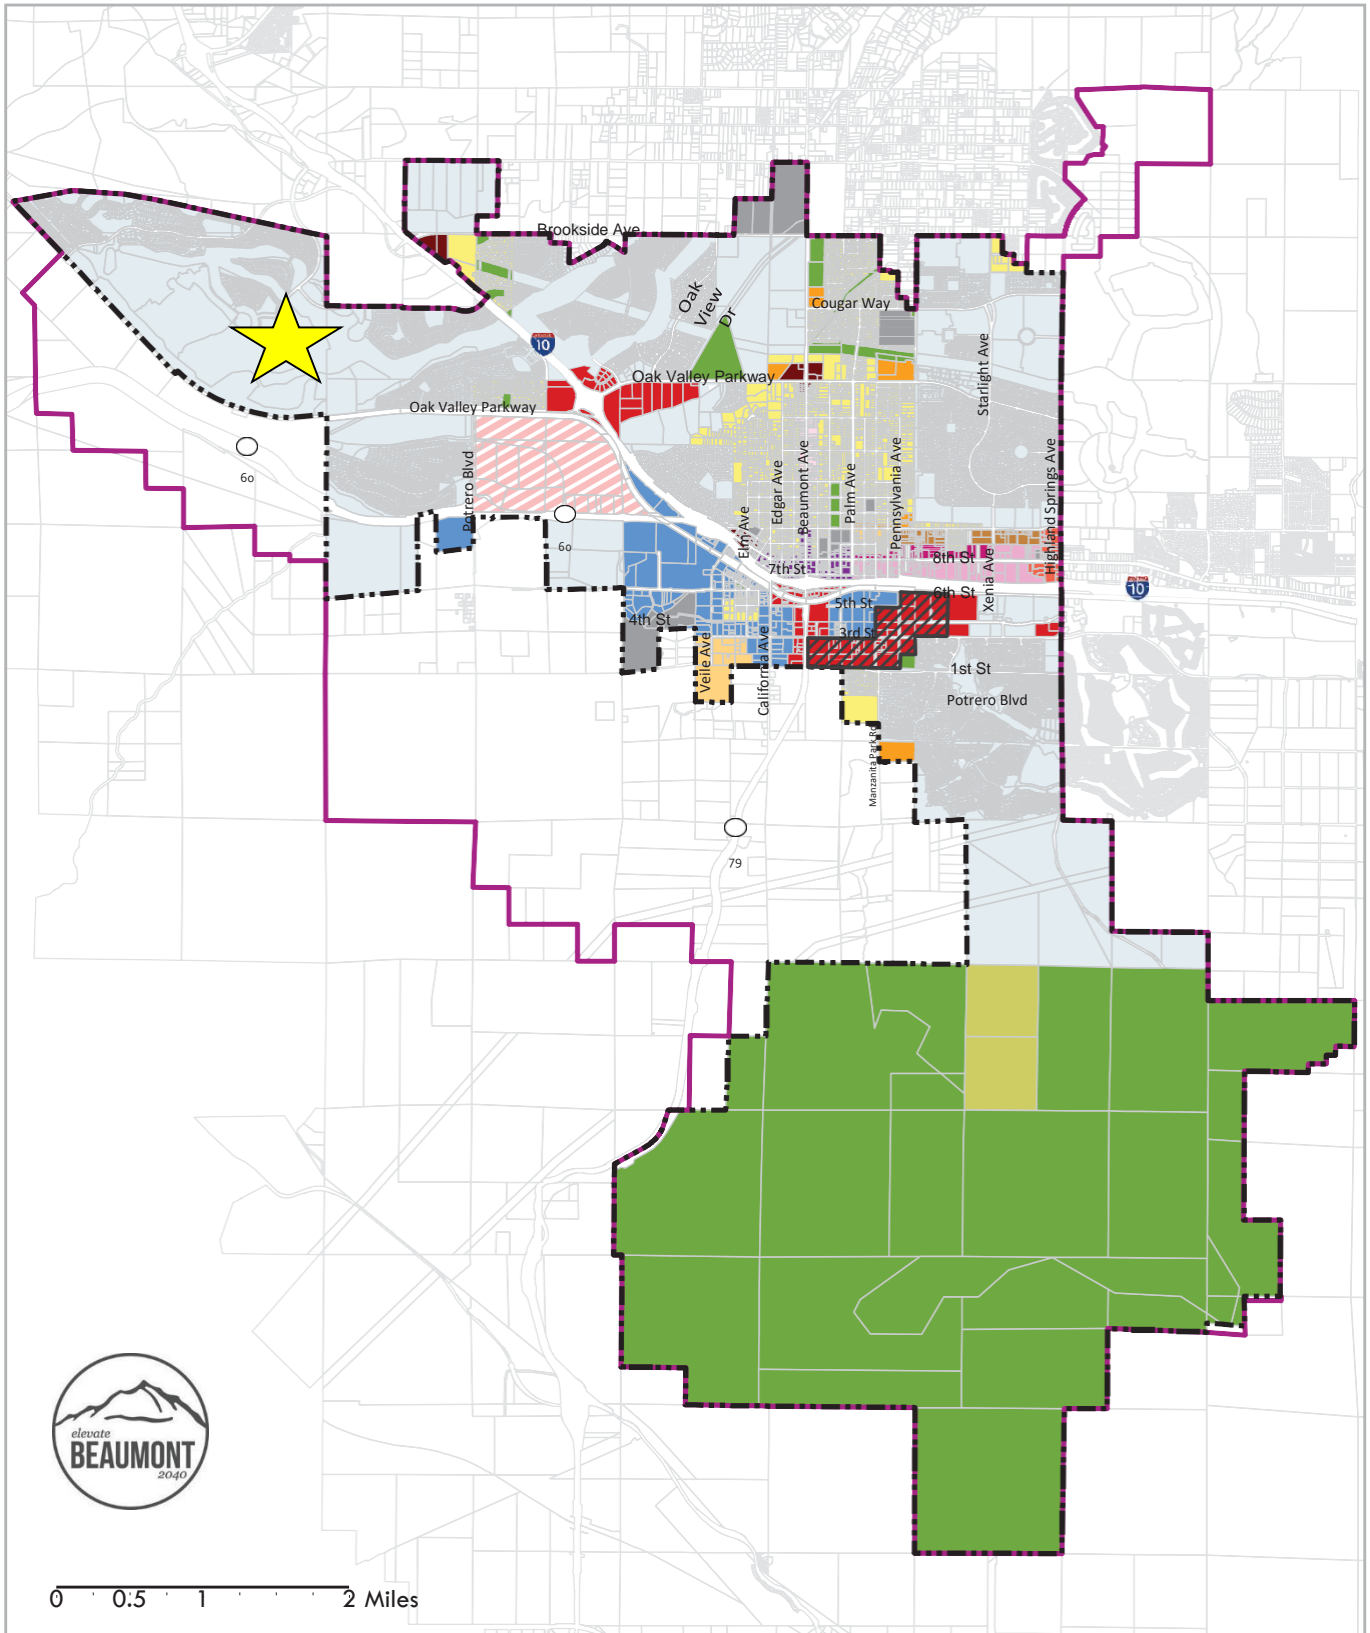 Brookside Ave
Oak
View
Dr
Cougar Way
10
Starlight Ave
Oak Valley Parkway
Oak Valley Parkway
60
Potrero Blvd
60
Elm Ave
Edgar Ave
Beaumont Ave
Palm Ave
Pennsylvania Ave
Highland Springs Ave
8th St
7th St
Xenia Ave
6th St
10
5th St
4th St
3rd St
Veile Ave
California Ave
1st St
Potrero Blvd
Manzanita Park Rd
79
elevate
BEAUMONT
2040
0 0.5 1 2 Miles